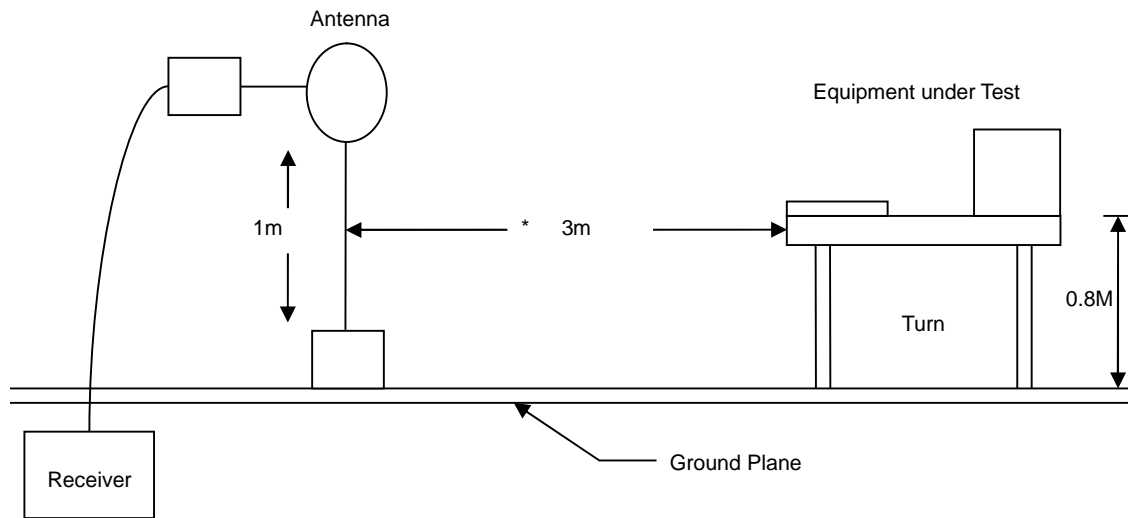 Antenna
Equipment under Test
1m
* 3m
0.8M
Turn
Ground Plane
Receiver